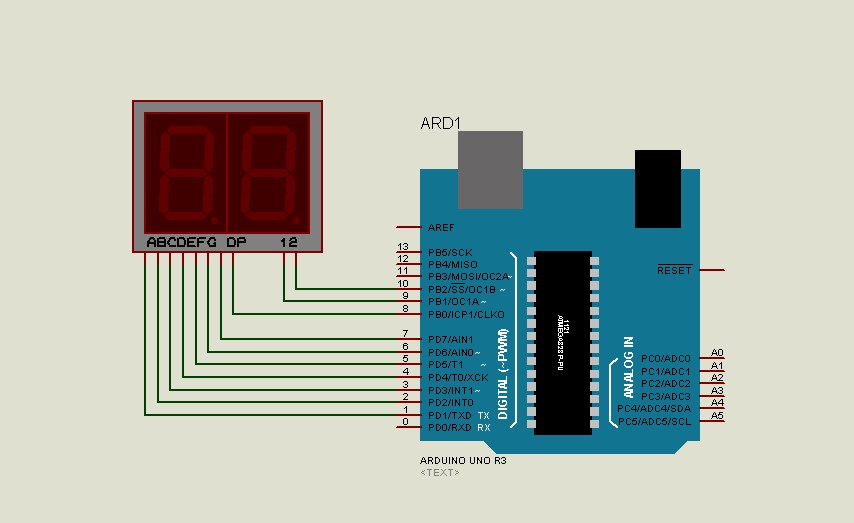 ARD1
ABCDEFG DP 12
AREF
13 PB5/SCK
12 PB4/MISO
11 PB3/MOSI/OC2A~
10 PB2/SS/OC1B ~
9 PB1/OC1A ~
8 PB0/ICP1/CLKO
7 PD7/AIN1
6 PD6/AIN0~
5 PD5/T1 ~
4 PD4/T0/XCK
3 PD3/INT1~
2 PD2/INT0
1 PD1/TXD TX
0 PD0/RXD RX
DIGITAL (~PWM)
1121
RESET
ANALOG IN
PC0/ADC0 A0
PC1/ADC1 A1
PC2/ADC2 A2
PC3/ADC3 A3
PC4/ADC4/SDA A4
PC5/ADC5/SCL A5
ARDUINO UNO R3
<TEXT>